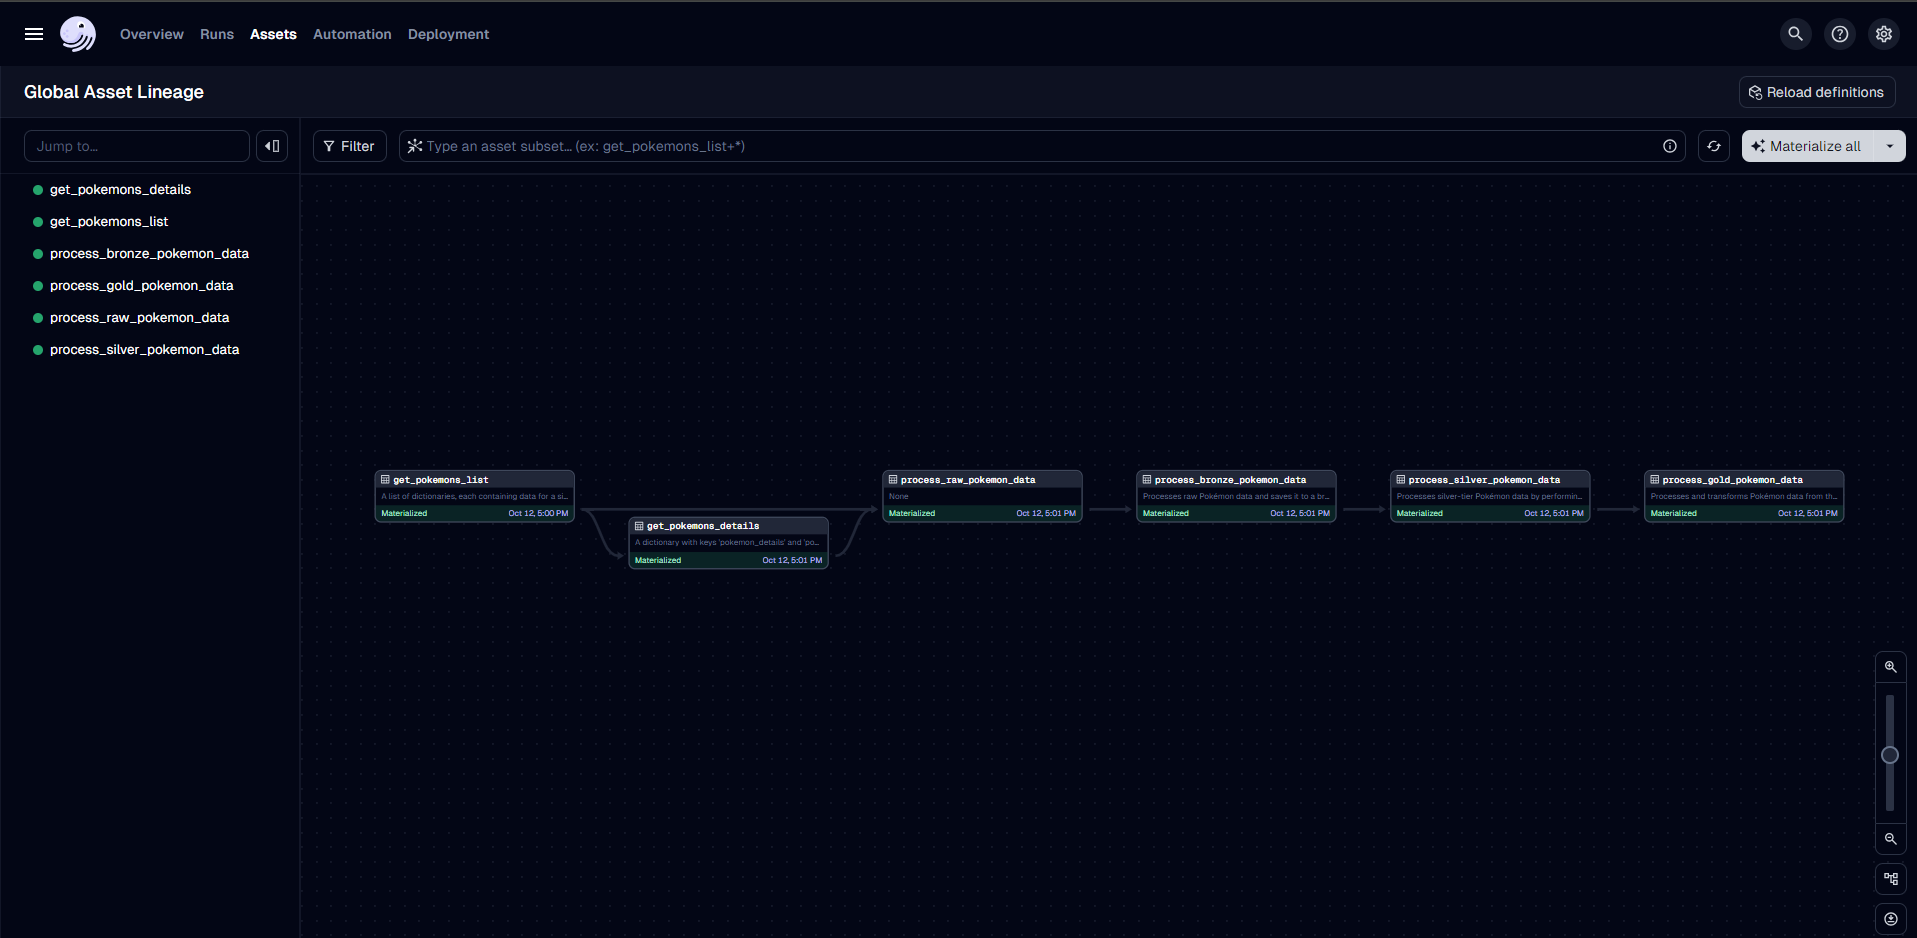 Overview Runs Assets Automation Deployment
Global Asset Lineage
Reload definitions
Jump to...
Filter
Type an asset subset... (ex: get_pokemons_list+*)
Materialize all
get_pokemons_details
get_pokemons_list
process_bronze_pokemon_data
process_gold_pokemon_data
process_raw_pokemon_data
process_silver_pokemon_data
get_pokemons_list
A list of dictionaries, each containing data for a si...
Materialized Oct 12, 5:00 PM
get_pokemons_details
A dictionary with keys 'pokemon_details' and 'po...
Materialized Oct 12, 5:01 PM
process_raw_pokemon_data
None
Materialized Oct 12, 5:01 PM
process_bronze_pokemon_data
Processes raw Pokémon data and saves it to a br...
Materialized Oct 12, 5:01 PM
process_silver_pokemon_data
Processes silver-tier Pokémon data by performin...
Materialized Oct 12, 5:01 PM
process_gold_pokemon_data
Processes and transforms Pokémon data from th...
Materialized Oct 12, 5:01 PM